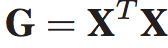 G = X^T X